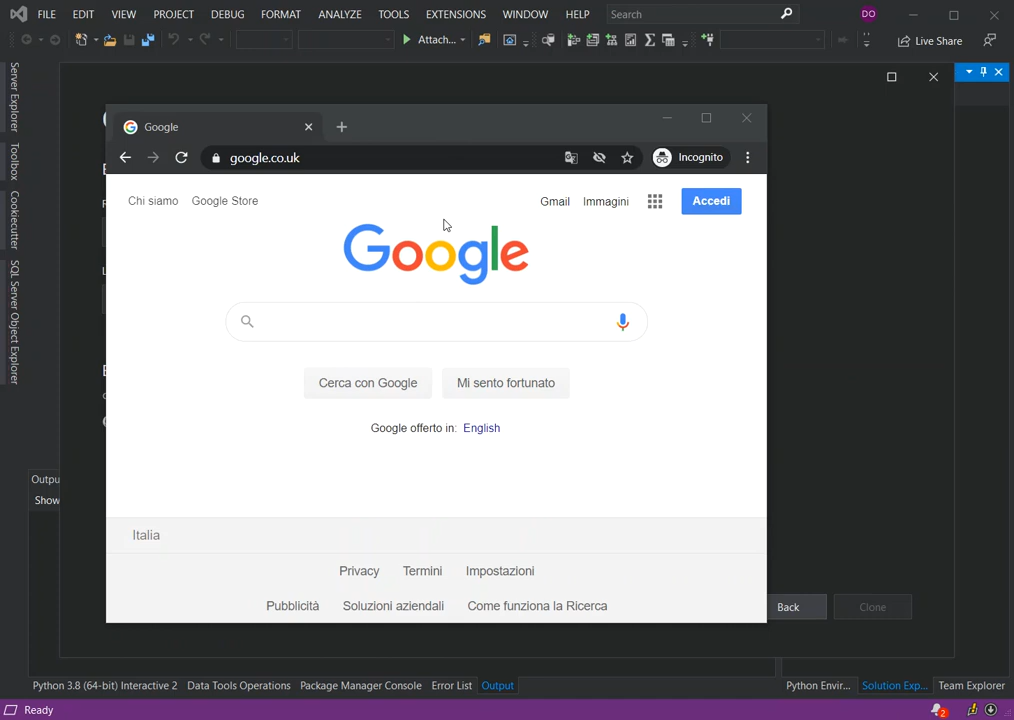 FILE EDIT VIEW PROJECT DEBUG FORMAT ANALYZE TOOLS EXTENSIONS WINDOW HELP Search DO
Attach... Live Share
Server Explorer
Toolbox
Cookiecutter
SQL Server Object Explorer
Google
google.co.uk Incognito
Chi siamo Google Store Gmail Immagini Accedi
Google
Cerca con Google Mi sento fortunato
Google offerto in: English
Outpu
Show
Italia
Privacy Termini Impostazioni
Pubblicità Soluzioni aziendali Come funziona la Ricerca
Back Clone
Python 3.8 (64-bit) Interactive 2 Data Tools Operations Package Manager Console Error List Output Python Envir... Solution Exp... Team Explorer
Ready 2